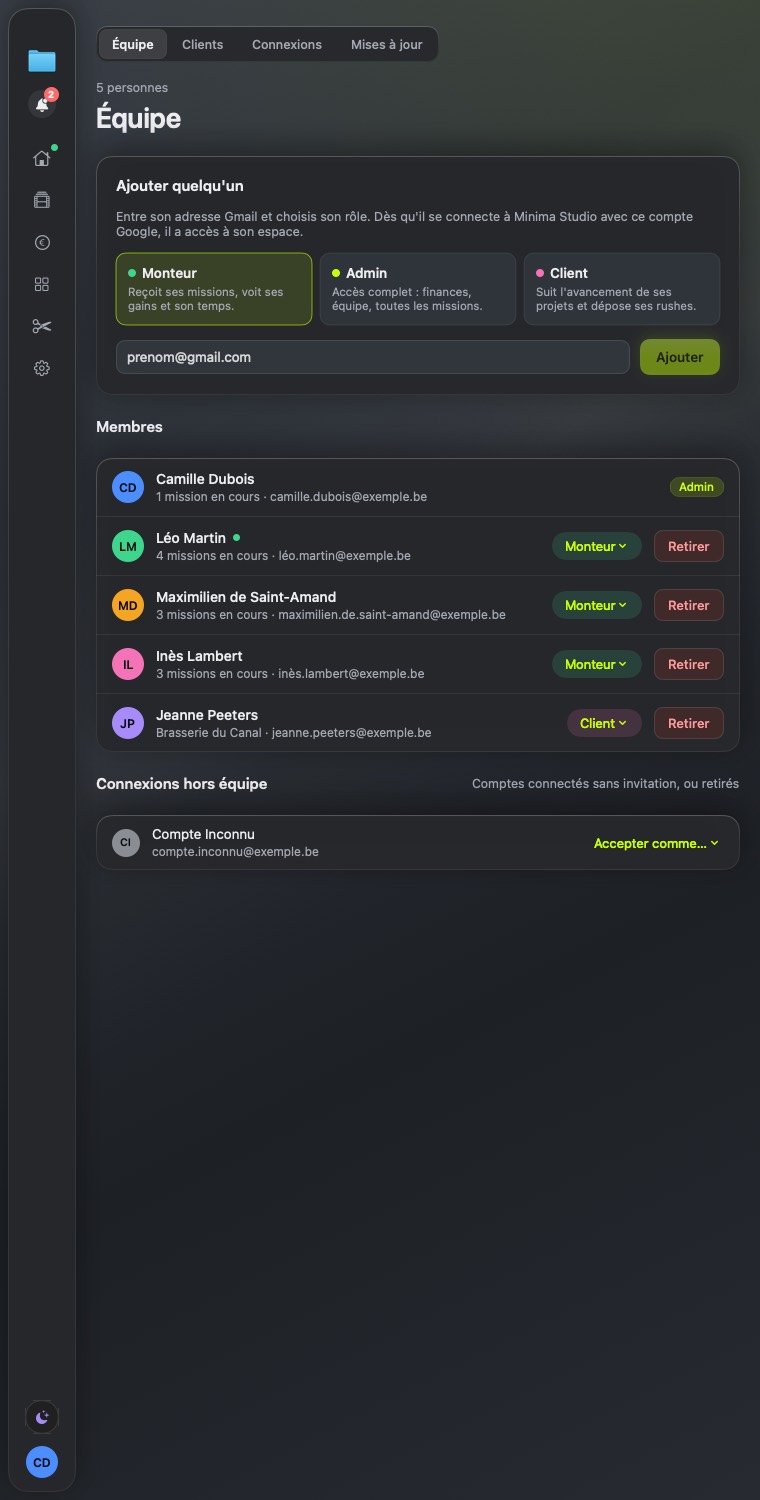 Équipe
Clients
Connexions
Mises à jour
2
5 personnes
Équipe
Ajouter quelqu'un
Entre son adresse Gmail et choisis son rôle. Dès qu'il se connecte à Minima Studio avec ce compte
Google, il a accès à son espace.
Monteur
Reçoit ses missions, voit ses
gains et son temps.
Admin
Accès complet : finances,
équipe, toutes les missions.
Client
Suit l'avancement de ses
projets et dépose ses rushes.
prenom@gmail.com
Ajouter
Membres
CD
Camille Dubois
1 mission en cours · camille.dubois@exemple.be
Admin
LM
Léo Martin
4 missions en cours · léo.martin@exemple.be
Monteur
Retirer
MD
Maximilien de Saint-Amand
3 missions en cours · maximilien.de.saint-amand@exemple.be
Monteur
Retirer
IL
Inès Lambert
3 missions en cours · inès.lambert@exemple.be
Monteur
Retirer
JP
Jeanne Peeters
Brasserie du Canal · jeanne.peeters@exemple.be
Client
Retirer
Connexions hors équipe
Comptes connectés sans invitation, ou retirés
CI
Compte Inconnu
compte.inconnu@exemple.be
Accepter comme...
CD